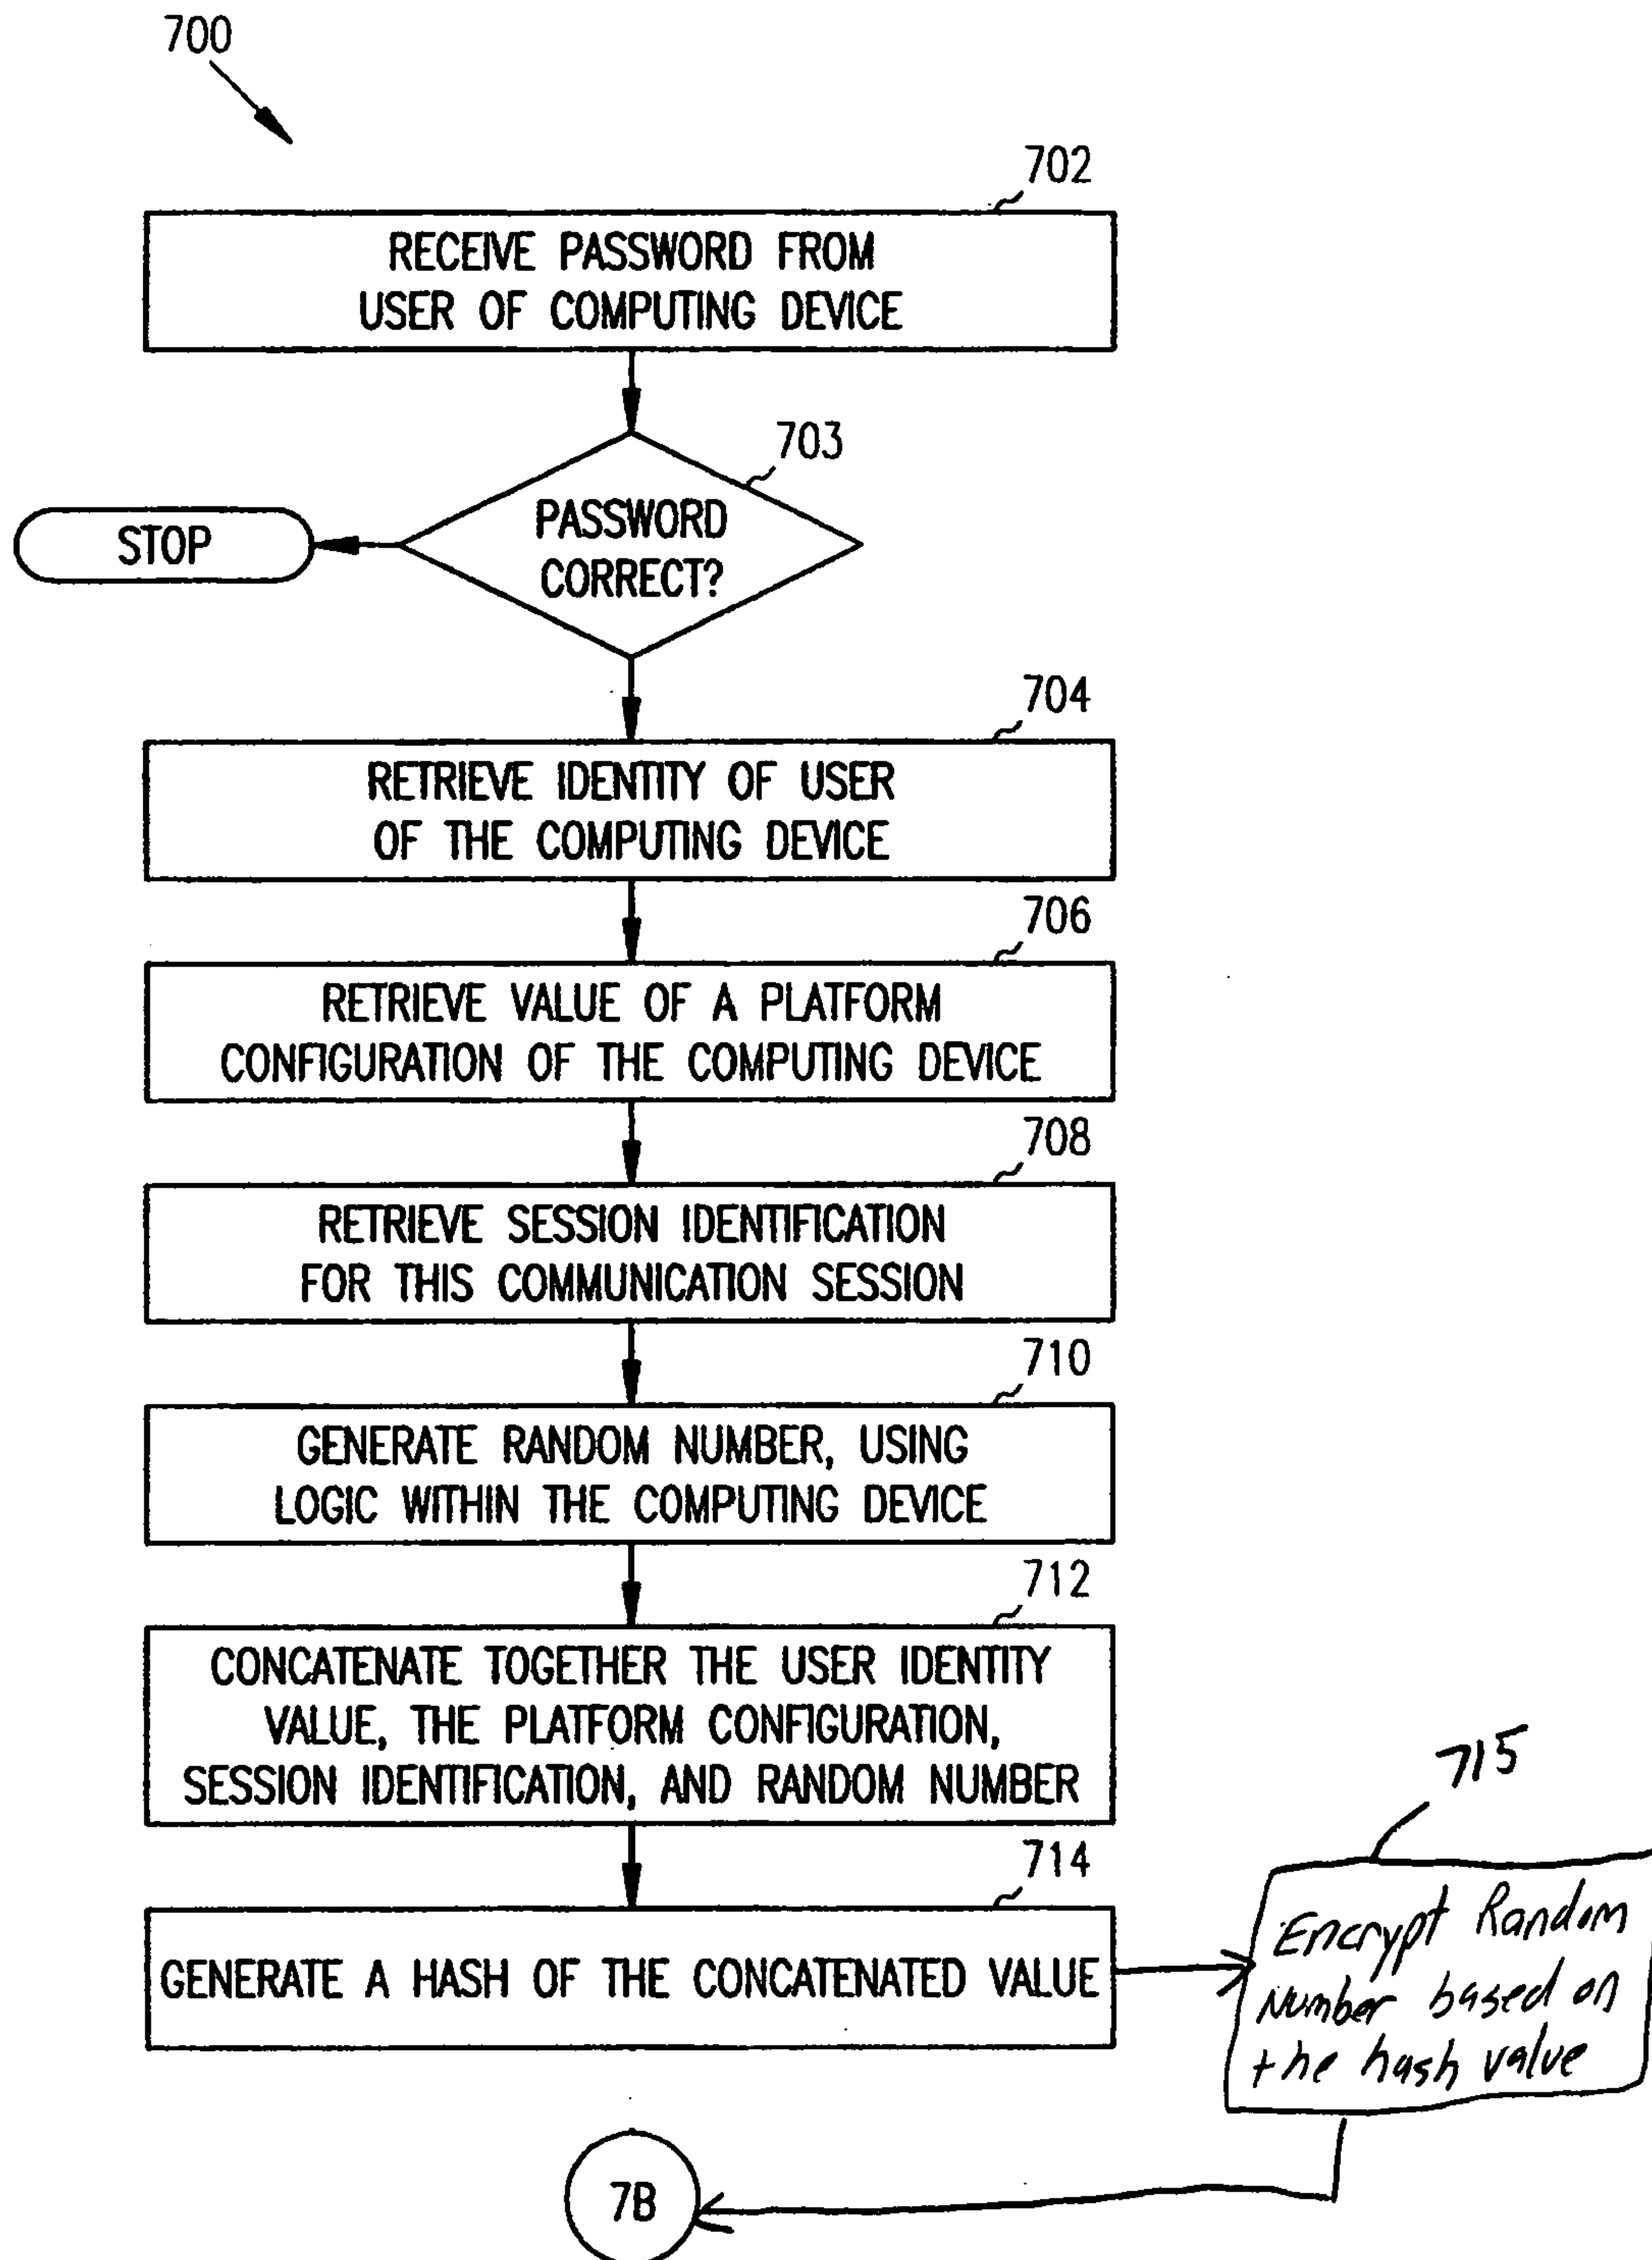 700
702
RECEIVE PASSWORD FROM
USER OF COMPUTING DEVICE
703
PASSWORD
CORRECT?
STOP
704
RETRIEVE IDENTITY OF USER
OF THE COMPUTING DEVICE
706
RETRIEVE VALUE OF A PLATFORM
CONFIGURATION OF THE COMPUTING DEVICE
708
RETRIEVE SESSION IDENTIFICATION
FOR THIS COMMUNICATION SESSION
710
GENERATE RANDOM NUMBER, USING
LOGIC WITHIN THE COMPUTING DEVICE
712
CONCATENATE TOGETHER THE USER IDENTITY
VALUE, THE PLATFORM CONFIGURATION,
SESSION IDENTIFICATION, AND RANDOM NUMBER
714
GENERATE A HASH OF THE CONCATENATED VALUE
715
Encrypt Random
Number based on
the hash value
7B